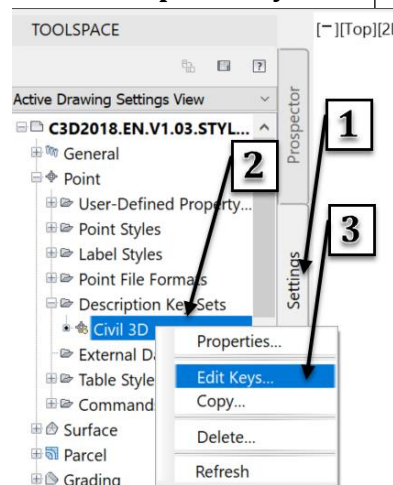 TOOLSPACE
[−][Top][2
Active Drawing Settings View
C3D2018.EN.V1.03.STYL...
General
Point
User-Defined Property...
Point Styles
Label Styles
Point File Formats
Description Key Sets
Civil 3D
External D
Table Style
Command
Surface
Parcel
Grading
Properties...
Edit Keys...
Copy...
Delete...
Refresh
Prospector
Settings
1
2
3